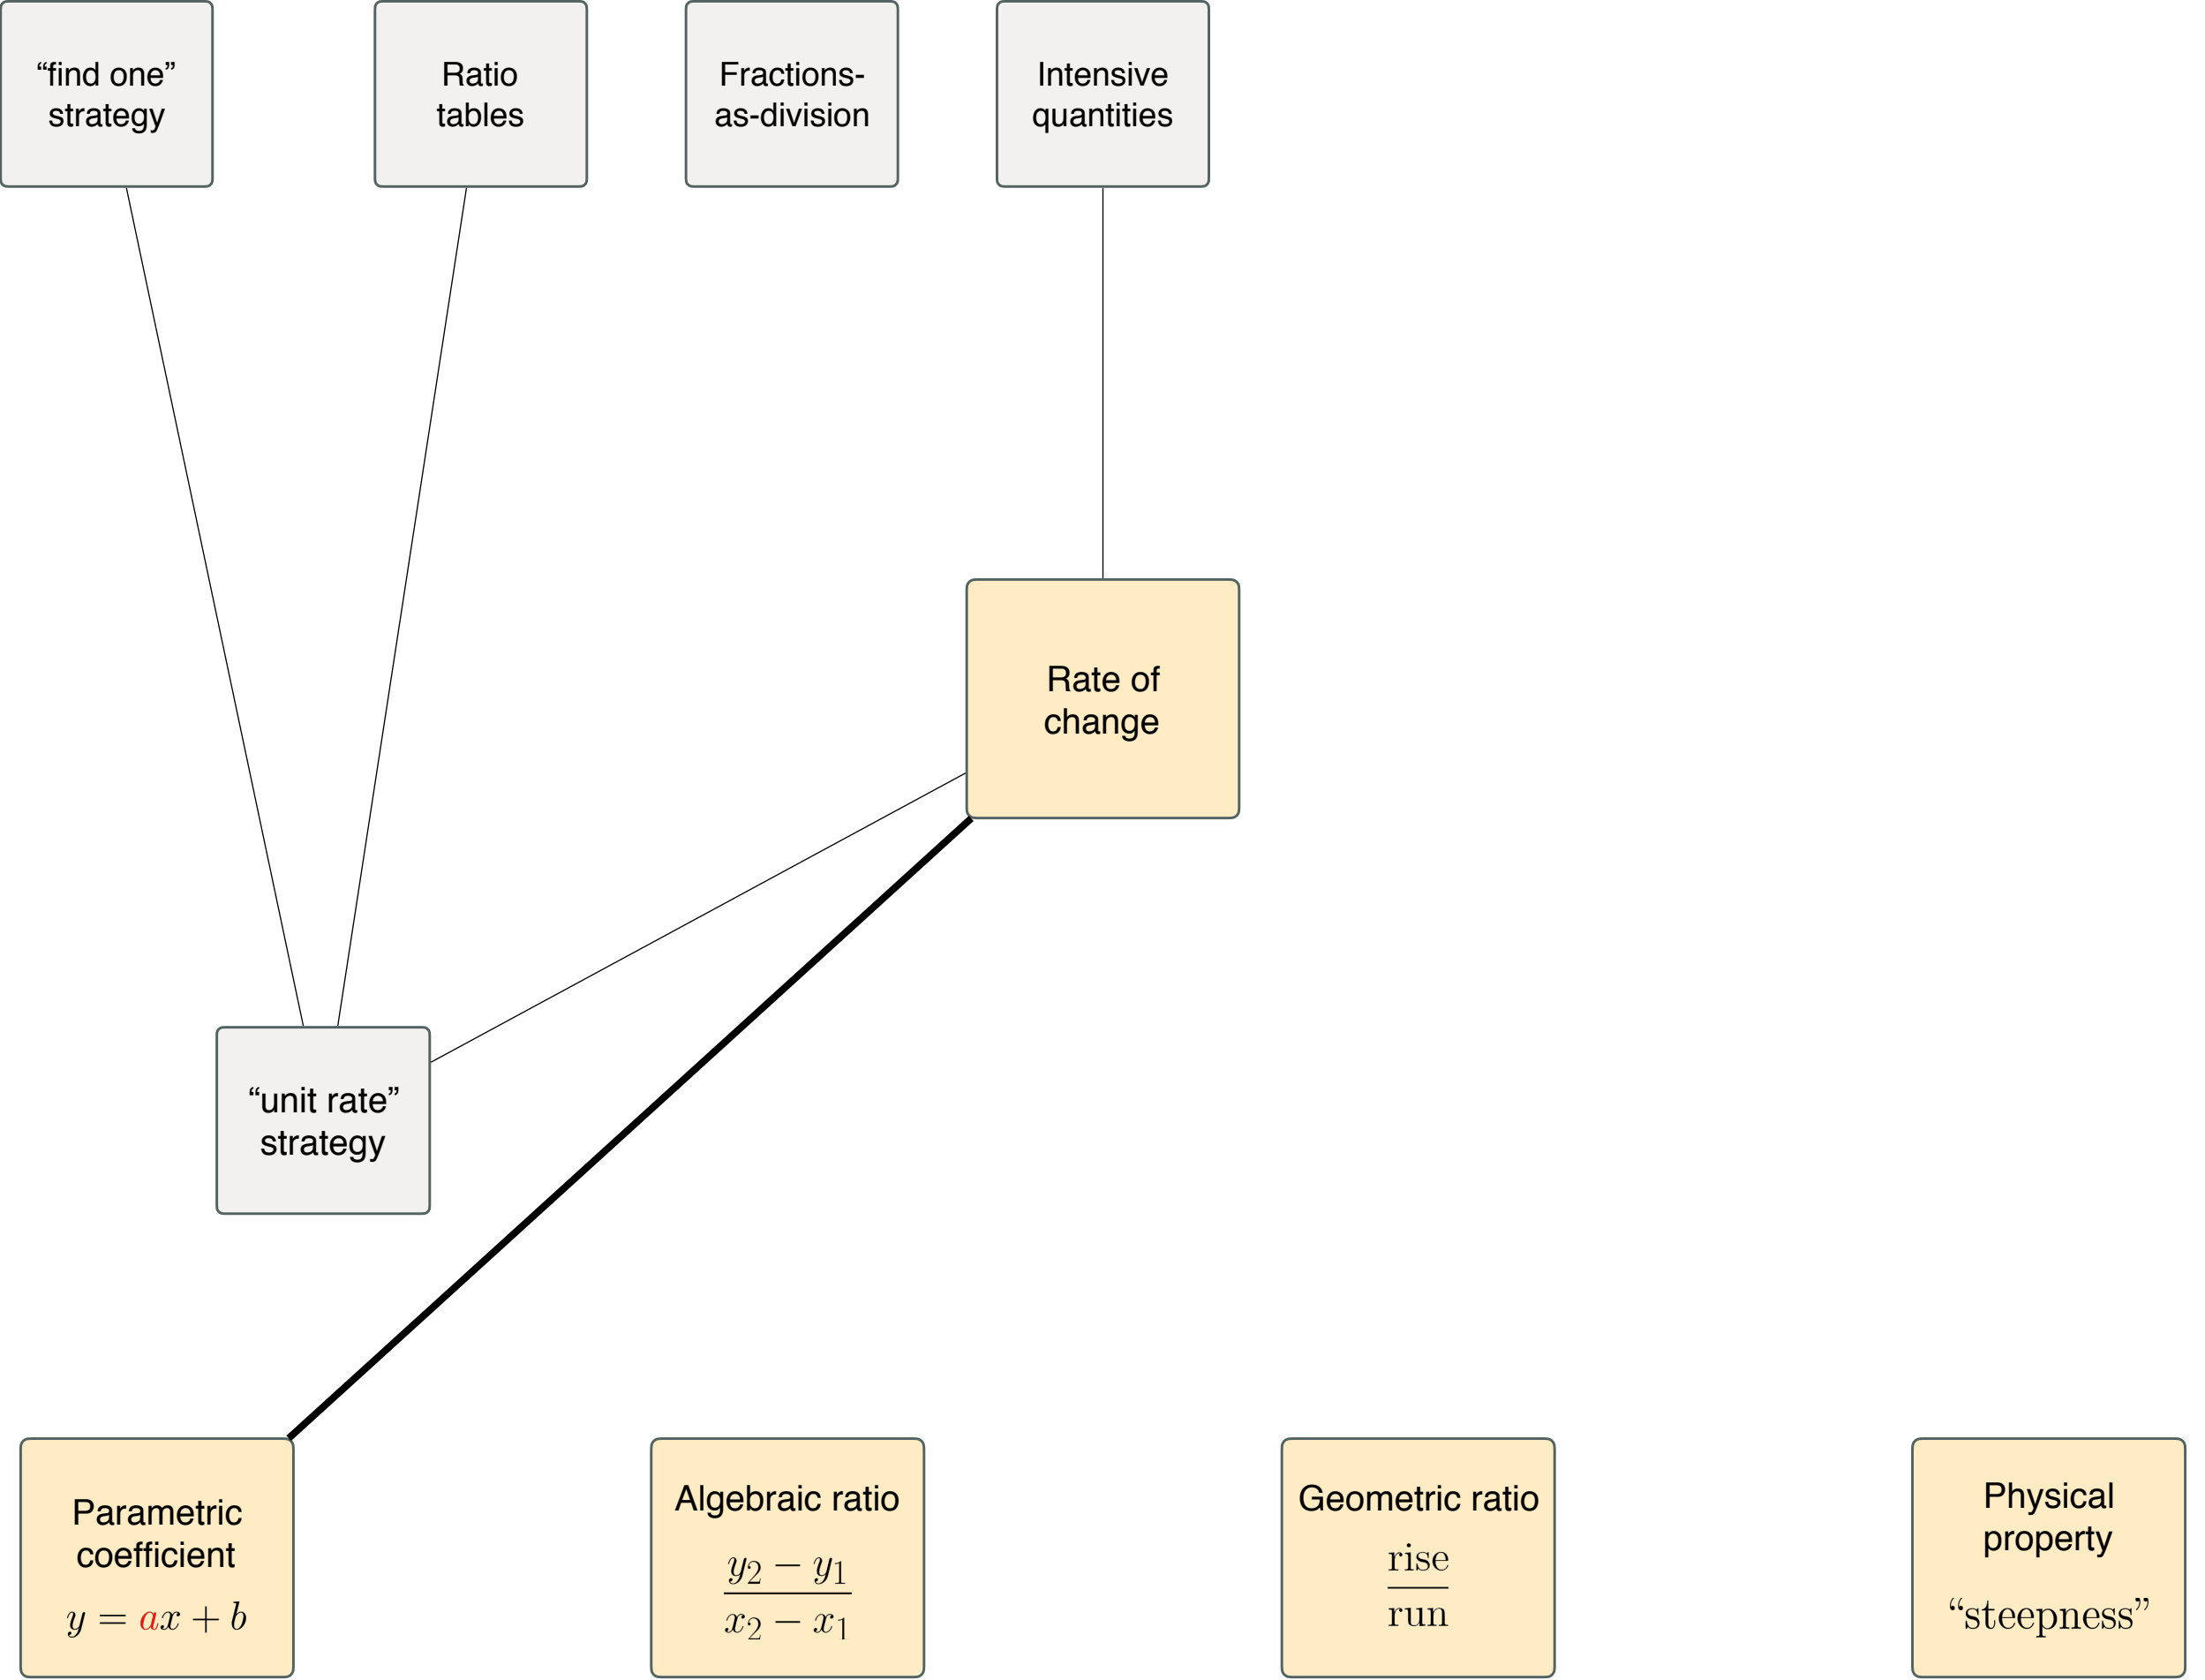 “find one”
strategy
Ratio
tables
Fractions-
as-division
Intensive
quantities
Rate of
change
“unit rate”
strategy
Parametric
coefficient
y = ax + b
Algebraic ratio
y₂ − y₁
x₂ − x₁
Geometric ratio
rise
run
Physical
property
“steepness”